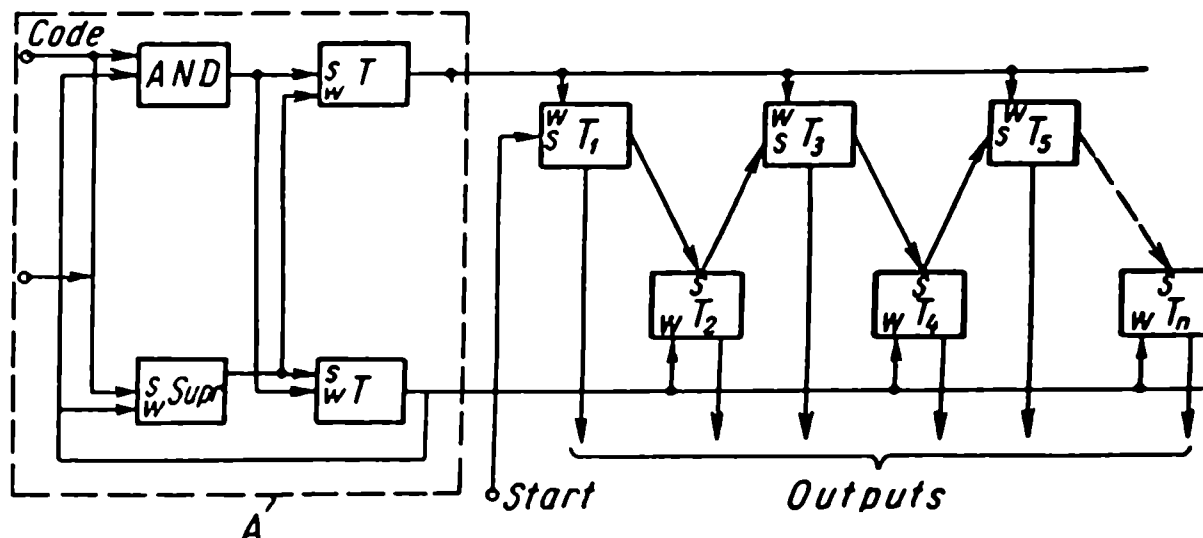 Code
AND
s T
w
w
s T1
w
s T3
w
s T5
s
w T2
s
w T4
s
w Tn
s Supr
w
s
w T
A'
Start
Outputs